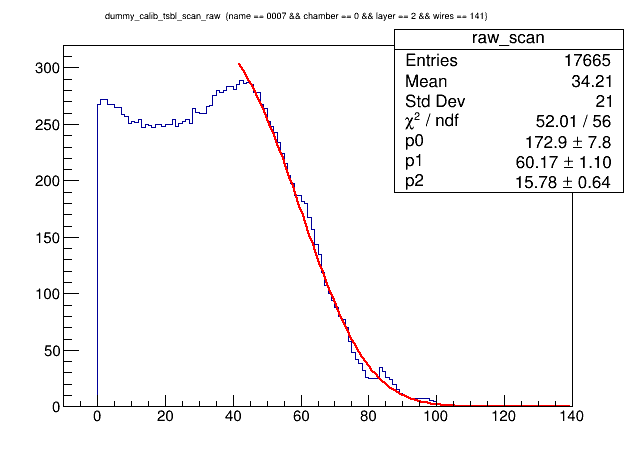 dummy_calib_tsbl_scan_raw (name == 0007 && chamber == 0 && layer == 2 && wires == 141)
raw_scan
Entries 17665
Mean 34.21
Std Dev 21
χ² / ndf 52.01 / 56
p0 172.9 ± 7.8
p1 60.17 ± 1.10
p2 15.78 ± 0.64
300
250
200
150
100
50
0
0 20 40 60 80 100 120 140